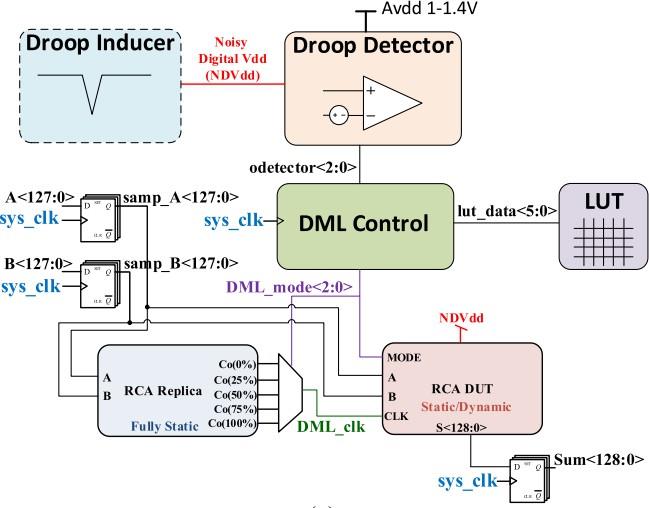 Avdd 1-1.4V
Droop Inducer
Noisy
Digital Vdd
(NDVdd)
Droop Detector
+
-
+ -
odetector<2:0>
A<127:0>
samp_A<127:0>
sys_clk
D SET Q
CLR Q
sys_clk
DML Control
lut_data<5:0>
LUT
B<127:0>
samp_B<127:0>
sys_clk
D SET Q
CLR Q
DML_mode<2:0>
NDVdd
A
B
RCA Replica
Fully Static
Co(0%)
Co(25%)
Co(50%)
Co(75%)
Co(100%)
DML_clk
MODE
A
B
CLK
RCA DUT
Static/Dynamic
S<128:0>
sys_clk
D SET Q
CLR Q
Sum<128:0>